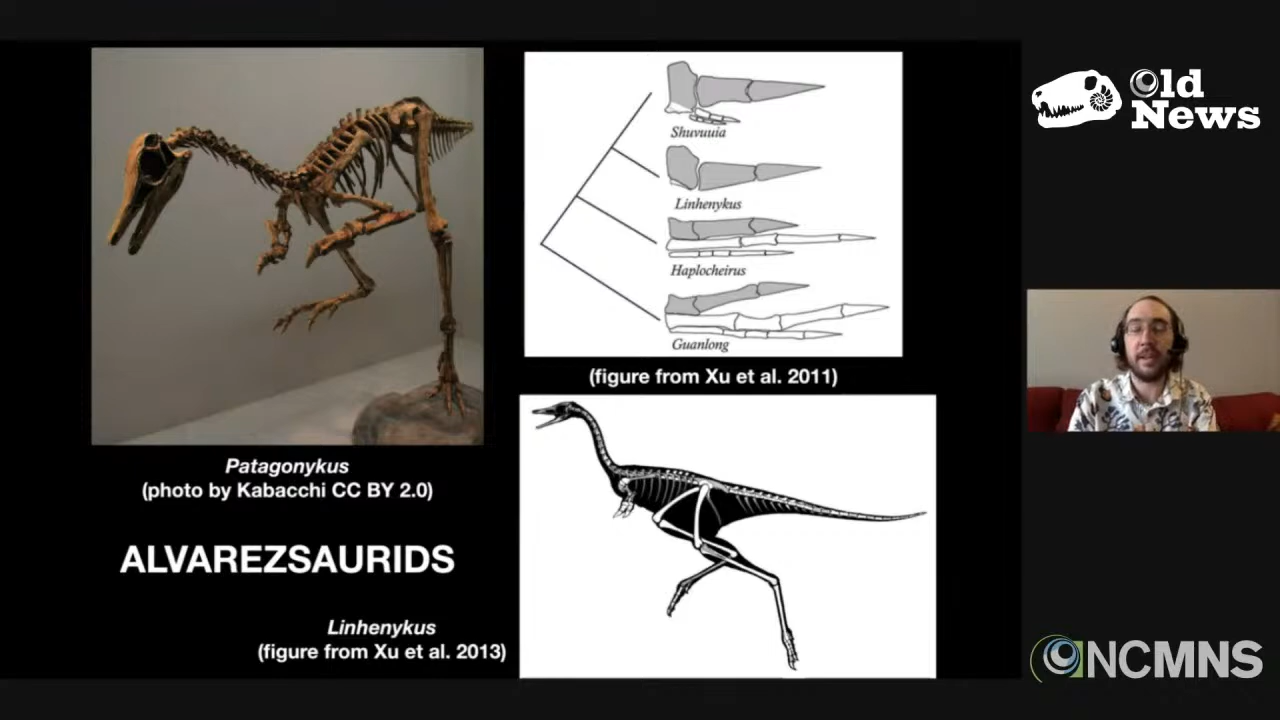 Shuvuuia
Linhenykus
Haplocheirus
Guanlong
(figure from Xu et al. 2011)
Patagonykus
(photo by Kabacchi CC BY 2.0)
ALVAREZSAURIDS
Linhenykus
(figure from Xu et al. 2013)
Old
News
NCMNS